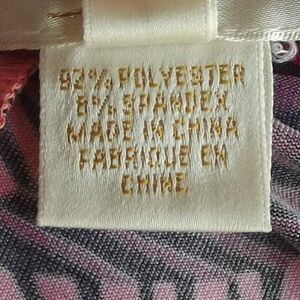 92% POLYESTER
8% SPANDEX
MADE IN CHINA
FABRIQUE EN
CHINE